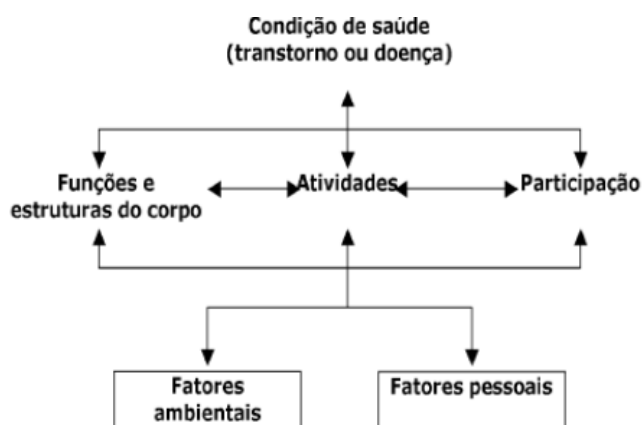 Condição de saúde
(transtorno ou doença)
Funções e
estruturas do corpo
Atividades
Participação
Fatores
ambientais
Fatores pessoais